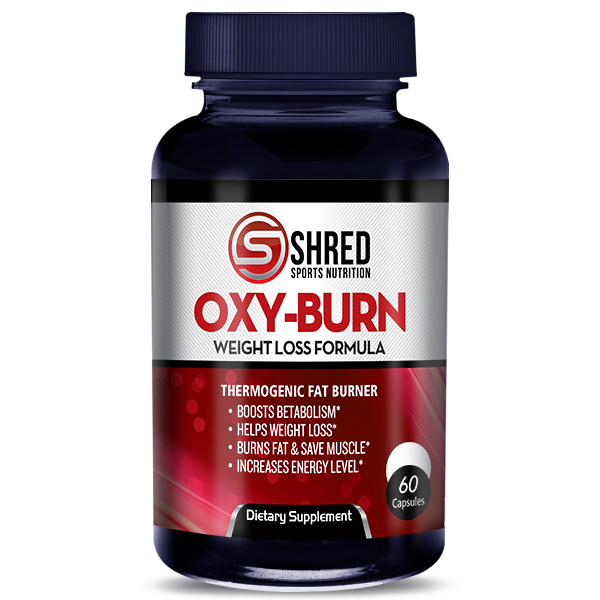 SHRED
SPORTS NUTRITION
OXY-BURN
WEIGHT LOSS FORMULA
THERMOGENIC FAT BURNER
• BOOSTS BETABOLISM*
• HELPS WEIGHT LOSS*
• BURNS FAT & SAVE MUSCLE*
• INCREASES ENERGY LEVEL*
60
Capsules
Dietary Supplement